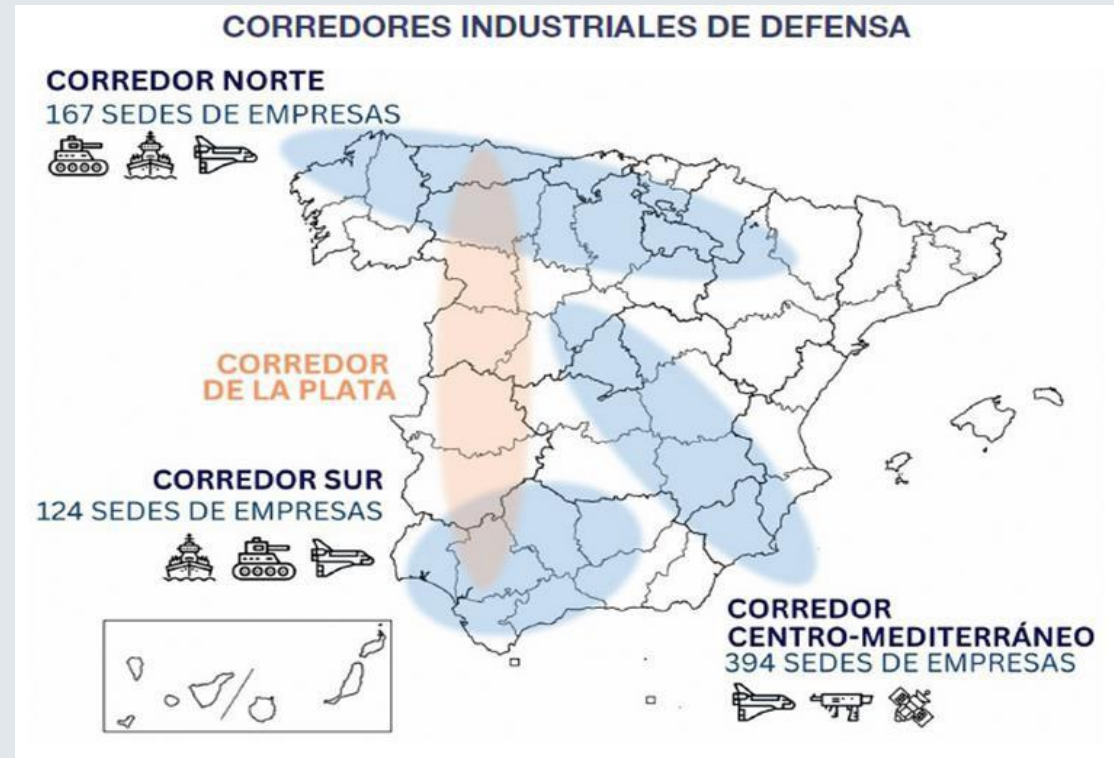 CORREDORES INDUSTRIALES DE DEFENSA
CORREDOR NORTE
167 SEDES DE EMPRESAS
CORREDOR
DE LA PLATA
CORREDOR SUR
124 SEDES DE EMPRESAS
CORREDOR
CENTRO-MEDITERRÁNEO
394 SEDES DE EMPRESAS